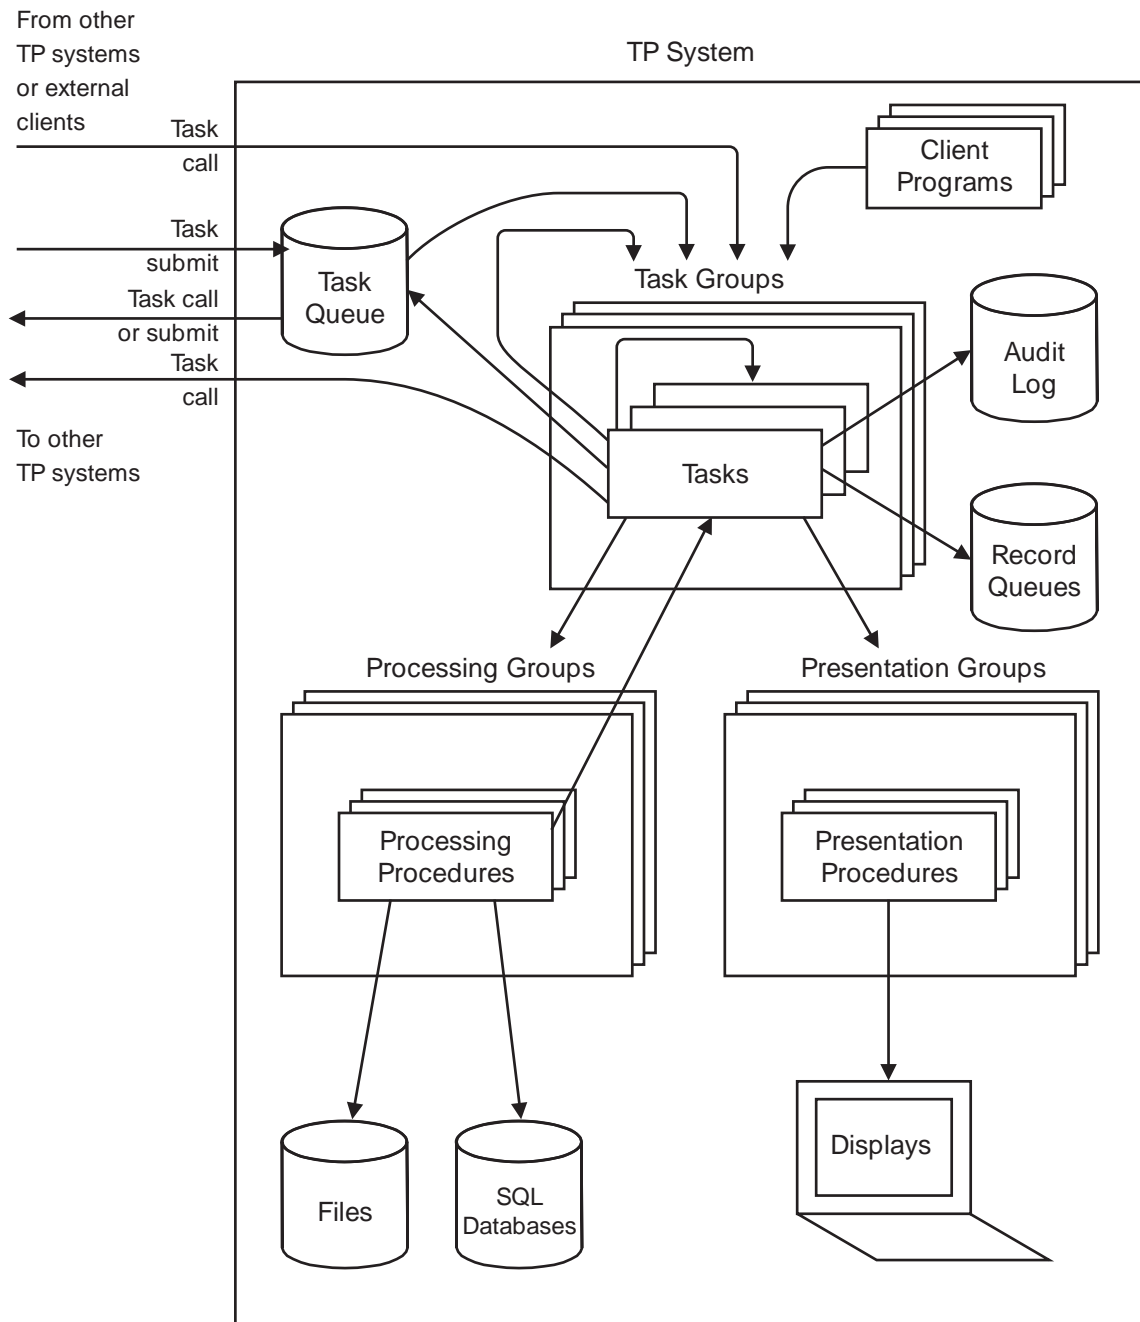 From other
TP systems
or external
clients
TP System
Task
call
Client
Programs
Task
submit
Task
Queue
Task Groups
Task call
or submit
Task
call
Audit
Log
To other
TP systems
Tasks
Record
Queues
Processing Groups
Presentation Groups
Processing
Procedures
Presentation
Procedures
Displays
Files
SQL
Databases